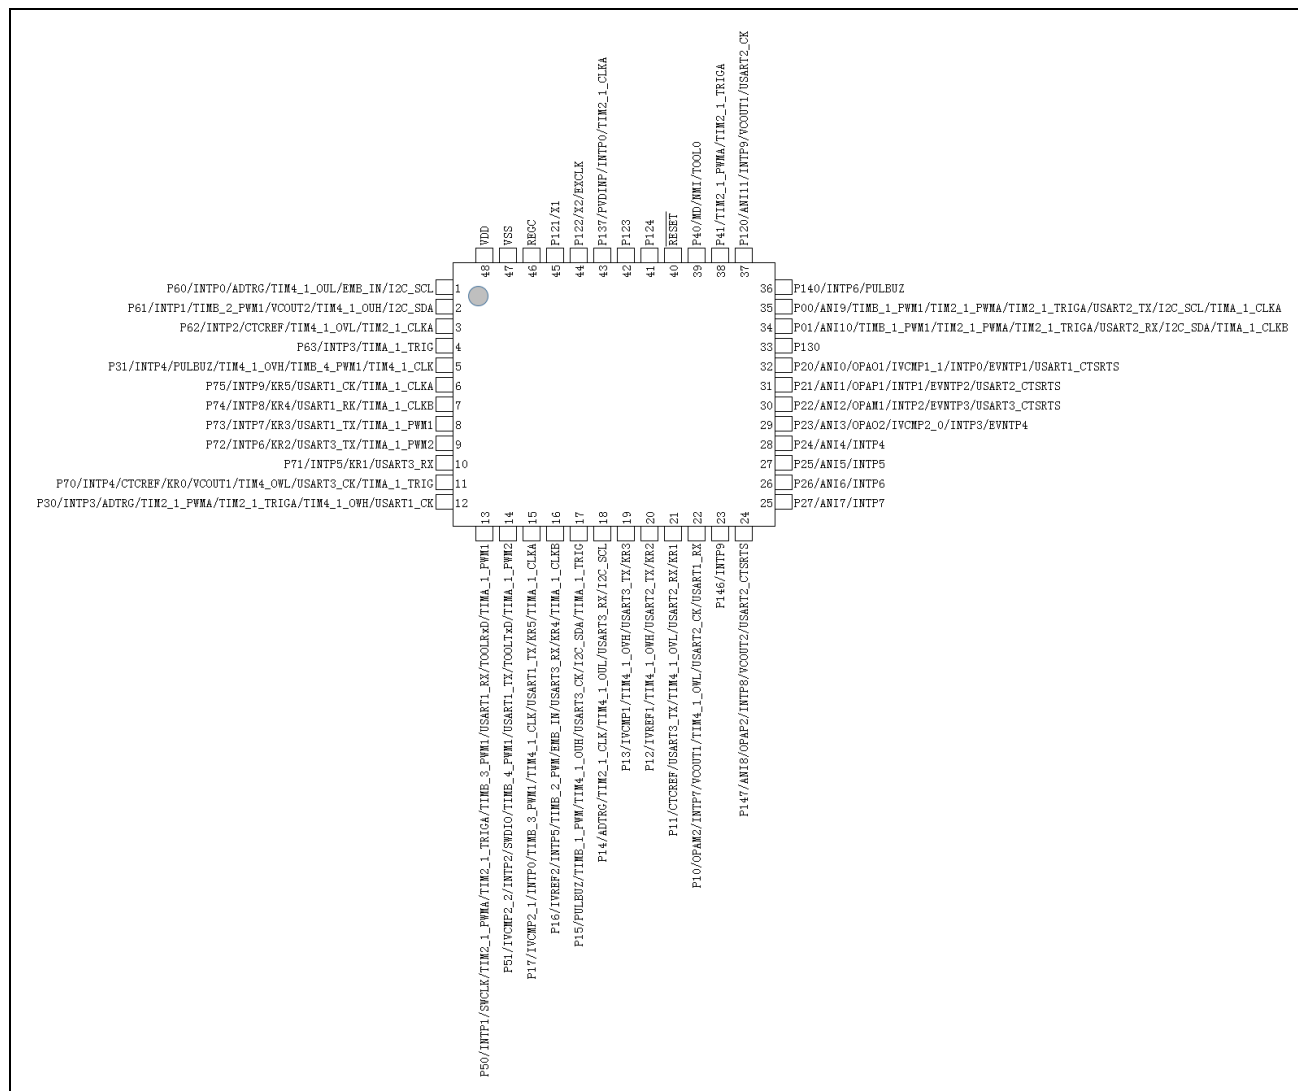 VDD
VSS
REGC
P121/X1
P122/X2/EXCLK
P137/PVDINP/INTP0/TIM2_1_CLKA
P123
P124
RESET
P40/MD/NMI/TOOL0
P41/TIM2_1_PWMA/TIM2_1_TRIGA
P120/ANI11/INTP9/VCOUT1/USART2_CK
48
47
46
45
44
43
42
41
40
39
38
37
P60/INTP0/ADTRG/TIM4_1_OUL/EMB_IN/I2C_SCL 1
P61/INTP1/TIMB_2_PWM1/VCOUT2/TIM4_1_OUH/I2C_SDA 2
P62/INTP2/CTCREF/TIM4_1_OVL/TIM2_1_CLKA 3
P63/INTP3/TIMA_1_TRIG 4
P31/INTP4/PULBUZ/TIM4_1_OVH/TIMB_4_PWM1/TIM4_1_CLK 5
P75/INTP9/KR5/USART1_CK/TIMA_1_CLKA 6
P74/INTP8/KR4/USART1_RK/TIMA_1_CLKB 7
P73/INTP7/KR3/USART1_TX/TIMA_1_PWM1 8
P72/INTP6/KR2/USART3_TX/TIMA_1_PWM2 9
P71/INTP5/KR1/USART3_RX 10
P70/INTP4/CTCREF/KR0/VCOUT1/TIM4_OWL/USART3_CK/TIMA_1_TRIG 11
P30/INTP3/ADTRG/TIM2_1_PWMA/TIM2_1_TRIGA/TIM4_1_OWH/USART1_CK 12
36 P140/INTP6/PULBUZ
35 P00/ANI9/TIMB_1_PWM1/TIM2_1_PWMA/TIM2_1_TRIGA/USART2_TX/I2C_SCL/TIMA_1_CLKA
34 P01/ANI10/TIMB_1_PWM1/TIM2_1_PWMA/TIM2_1_TRIGA/USART2_RX/I2C_SDA/TIMA_1_CLKB
33 P130
32 P20/ANI0/OPAO1/IVCMP1_1/INTP0/EVNTP1/USART1_CTSRTS
31 P21/ANI1/OPAP1/INTP1/EVNTP2/USART2_CTSRTS
30 P22/ANI2/OPAM1/INTP2/EVNTP3/USART3_CTSRTS
29 P23/ANI3/OPAO2/IVCMP2_0/INTP3/EVNTP4
28 P24/ANI4/INTP4
27 P25/ANI5/INTP5
26 P26/ANI6/INTP6
25 P27/ANI7/INTP7
13
14
15
16
17
18
19
20
21
22
23
24
P50/INTP1/SWCLK/TIM2_1_PWMA/TIM2_1_TRIGA/TIMB_3_PWM1/USART1_RX/TOOLRxD/TIMA_1_PWM1
P51/IVCMP2_2/INTP2/SWDIO/TIMB_4_PWM1/USART1_TX/TOOLTxD/TIMA_1_PWM2
P17/IVCMP2_1/INTP0/TIMB_3_PWM1/TIM4_1_CLK/USART1_TX/KR5/TIMA_1_CLKA
P16/IVREF2/INTP5/TIMB_2_PWM/EMB_IN/USART3_RX/KR4/TIMA_1_CLKB
P15/PULBUZ/TIMB_1_PWM/TIM4_1_OUH/USART3_CK/I2C_SDA/TIMA_1_TRIG
P14/ADTRG/TIM2_1_CLK/TIM4_1_OUL/USART3_RX/I2C_SCL
P13/IVCMP1/TIM4_1_OVH/USART3_TX/KR3
P12/IVREF1/TIM4_1_OWH/USART2_TX/KR2
P11/CTCREF/USART3_TX/TIM4_1_OVL/USART2_RX/KR1
P10/OPAM2/INTP7/VCOUT1/TIM4_1_OWL/USART2_CK/USART1_RX
P146/INTP9
P147/ANI8/OPAP2/INTP8/VCOUT2/USART2_CTSRTS